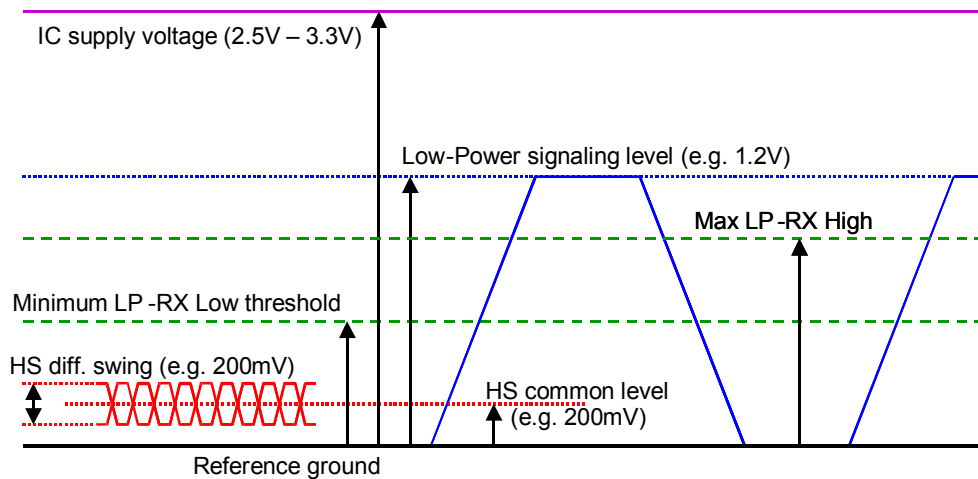 IC supply voltage (2.5V – 3.3V)
Low-Power signaling level (e.g. 1.2V)
Max LP-RX High
Minimum LP-RX Low threshold
HS diff. swing (e.g. 200mV)
HS common level
(e.g. 200mV)
Reference ground